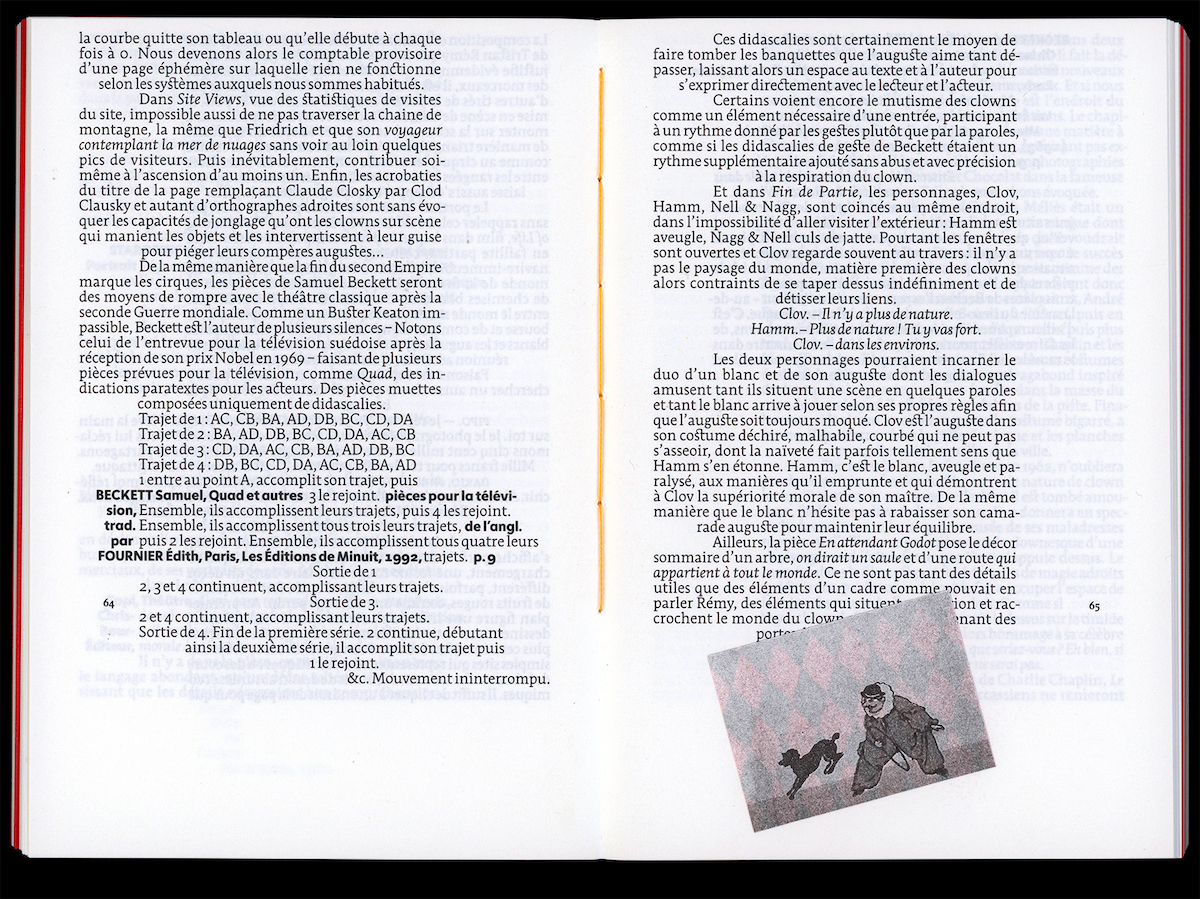 la courbe quitte son tableau ou qu’elle débute à chaque
fois à 0. Nous devenons alors le comptable provisoire
d’une page éphémère sur laquelle rien ne fonctionne
selon les systèmes auxquels nous sommes habitués.
Dans Site Views, vue des statistiques de visites
du site, impossible aussi de ne pas traverser la chaine de
montagne, la même que Friedrich et que son voyageur
contemplant la mer de nuages sans voir au loin quelques
pics de visiteurs. Puis inévitablement, contribuer soi-
même à l’ascension d’au moins un. Enfin, les acrobaties
du titre de la page remplaçant Claude Closky par Clod
Clausky et autant d’orthographes adroites sont sans évo-
quer les capacités de jonglage qu’ont les clowns sur scène
qui manient les objets et les intervertissent à leur guise
pour piéger leurs compères augustes…
De la même manière que la fin du second Empire
marque les cirques, les pièces de Samuel Beckett seront
des moyens de rompre avec le théâtre classique après la
seconde Guerre mondiale. Comme un Buster Keaton im-
passible, Beckett est l’auteur de plusieurs silences – Notons
celui de l’entrevue pour la télévision suédoise après la
réception de son prix Nobel en 1969 – faisant de plusieurs
pièces prévues pour la télévision, comme Quad, des in-
dications paratextes pour les acteurs. Des pièces muettes
composées uniquement de didascalies.
Trajet de 1 : AC, CB, BA, AD, DB, BC, CD, DA
Trajet de 2 : BA, AD, DB, BC, CD, DA, AC, CB
Trajet de 3 : CD, DA, AC, CB, BA, AD, DB, BC
Trajet de 4 : DB, BC, CD, DA, AC, CB, BA, AD
1 entre au point A, accomplit son trajet, puis
BECKETT Samuel, Quad et autres 3 le rejoint. pièces pour la télévi-
sion, Ensemble, ils accomplissent leurs trajets, puis 4 les rejoint.
trad. Ensemble, ils accomplissent tous trois leurs trajets, de l’angl.
par puis 2 les rejoint. Ensemble, ils accomplissent tous quatre leurs
FOURNIER Édith, Paris, Les Éditions de Minuit, 1992, trajets. p.9
Sortie de 1
2, 3 et 4 continuent, accomplissant leurs trajets.
64 Sortie de 3.
2 et 4 continuent, accomplissant leurs trajets.
Sortie de 4. Fin de la première série. 2 continue, débutant
ainsi la deuxième série, il accomplit son trajet puis
1 le rejoint.
&c. Mouvement ininterrompu.
Ces didascalies sont certainement le moyen de
faire tomber les banquettes que l’auguste aime tant dé-
passer, laissant alors un espace au texte et à l’auteur pour
s’exprimer directement avec le lecteur et l’acteur.
Certains voient encore le mutisme des clowns
comme un élément nécessaire d’une entrée, participant
à un rythme donné par les gestes plutôt que par la paroles,
comme si les didascalies de geste de Beckett étaient un
rythme supplémentaire ajouté sans abus et avec précision
à la respiration du clown.
Et dans Fin de Partie, les personnages, Clov,
Hamm, Nell & Nagg, sont coincés au même endroit,
dans l’impossibilité d’aller visiter l’extérieur : Hamm est
aveugle, Nagg & Nell culs de jatte. Pourtant les fenêtres
sont ouvertes et Clov regarde souvent au travers : il n’y a
pas le paysage du monde, matière première des clowns
alors contraints de se taper dessus indéfiniment et de
détisser leurs liens.
Clov. – Il n’y a plus de nature.
Hamm. – Plus de nature ! Tu y vas fort.
Clov. – dans les environs.
Les deux personnages pourraient incarner le
duo d’un blanc et de son auguste dont les dialogues
amusent tant ils situent une scène en quelques paroles
et tant le blanc arrive à jouer selon ses propres règles afin
que l’auguste soit toujours moqué. Clov est l’auguste dans
son costume déchiré, malhabile, courbé qui ne peut pas
s’asseoir, dont la naïveté fait parfois tellement sens que
Hamm s’en étonne. Hamm, c’est le blanc, aveugle et pa-
ralysé, aux manières qu’il emprunte et qui démontrent
à Clov la supériorité morale de son maître. De la même
manière que le blanc n’hésite pas à rabaisser son cama-
rade auguste pour maintenir leur équilibre.
Ailleurs, la pièce En attendant Godot pose le décor
sommaire d’un arbre, on dirait un saule et d’une route qui
appartient à tout le monde. Ce ne sont pas tant des détails
utiles que des éléments d’un cadre comme pouvait en
parler Rémy, des éléments qui situent et rac-
crochent le monde du clown des
65